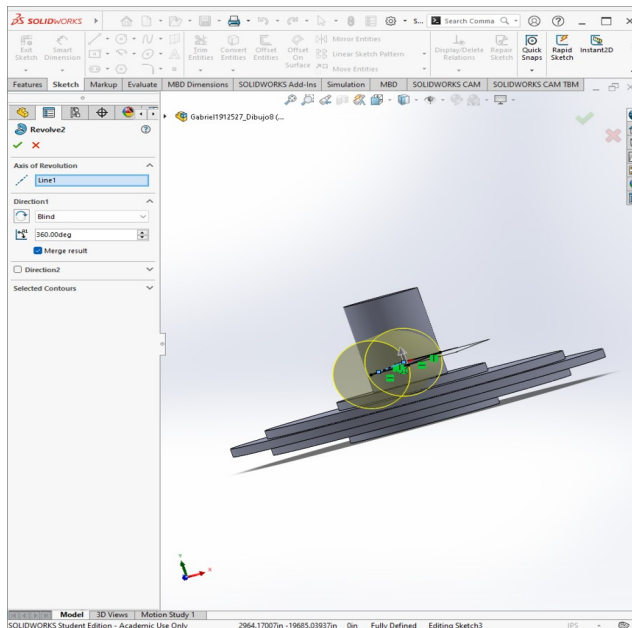 SOLIDWORKS
S...
Search Comma
Exit Sketch
Smart Dimension
Trim Entities
Convert Entities
Offset Entities
Offset On Surface
Mirror Entities
Linear Sketch Pattern
Move Entities
Display/Delete Relations
Repair Sketch
Quick Snaps
Rapid Sketch
Instant2D
Features Sketch Markup Evaluate MBD Dimensions SOLIDWORKS Add-Ins Simulation MBD SOLIDWORKS CAM SOLIDWORKS CAM TBM
Gabriel1912527_Dibujo8 (...
Revolve2
Axis of Revolution
Line1
Direction1
Blind
360.00deg
Merge result
Direction2
Selected Contours
Y
X
Model 3D Views Motion Study 1
SOLIDWORKS Student Edition - Academic Use Only 2964.17007in -19685.03937in 0in Fully Defined Editing Sketch3 IPS